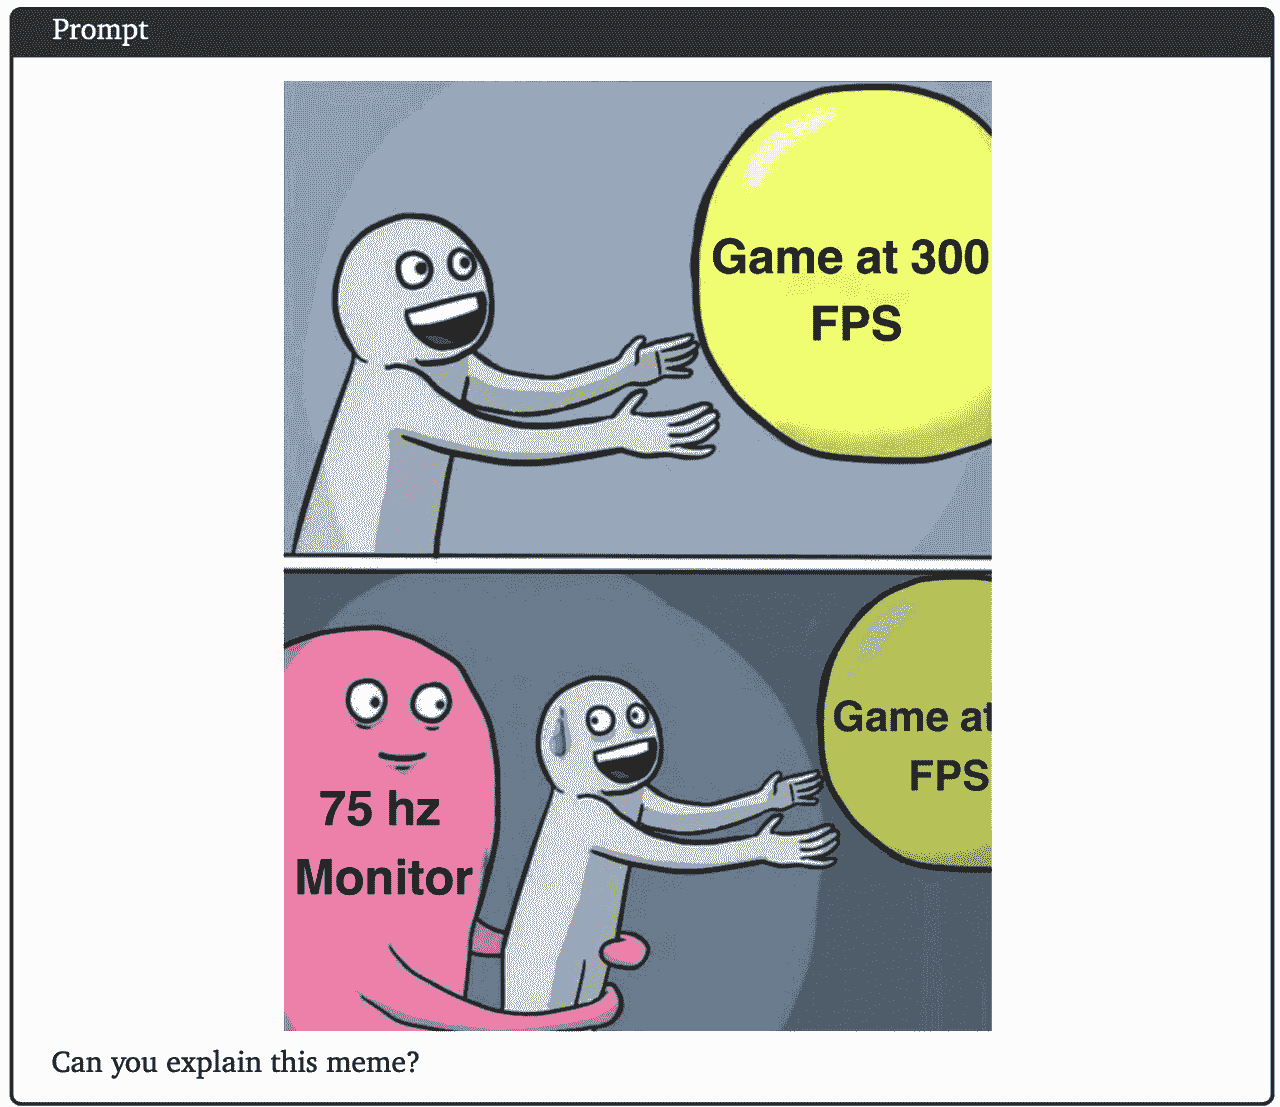 Prompt
Game at 300
FPS
Game at
FPS
75 hz
Monitor
Can you explain this meme?